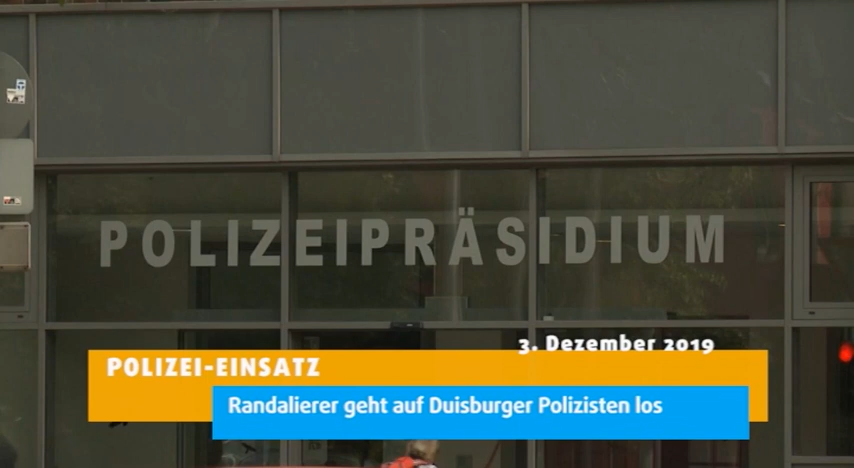 POLIZEIPRÄSIDIUM
3. Dezember 2019
POLIZEI-EINSATZ
Randalierer geht auf Duisburger Polizisten los